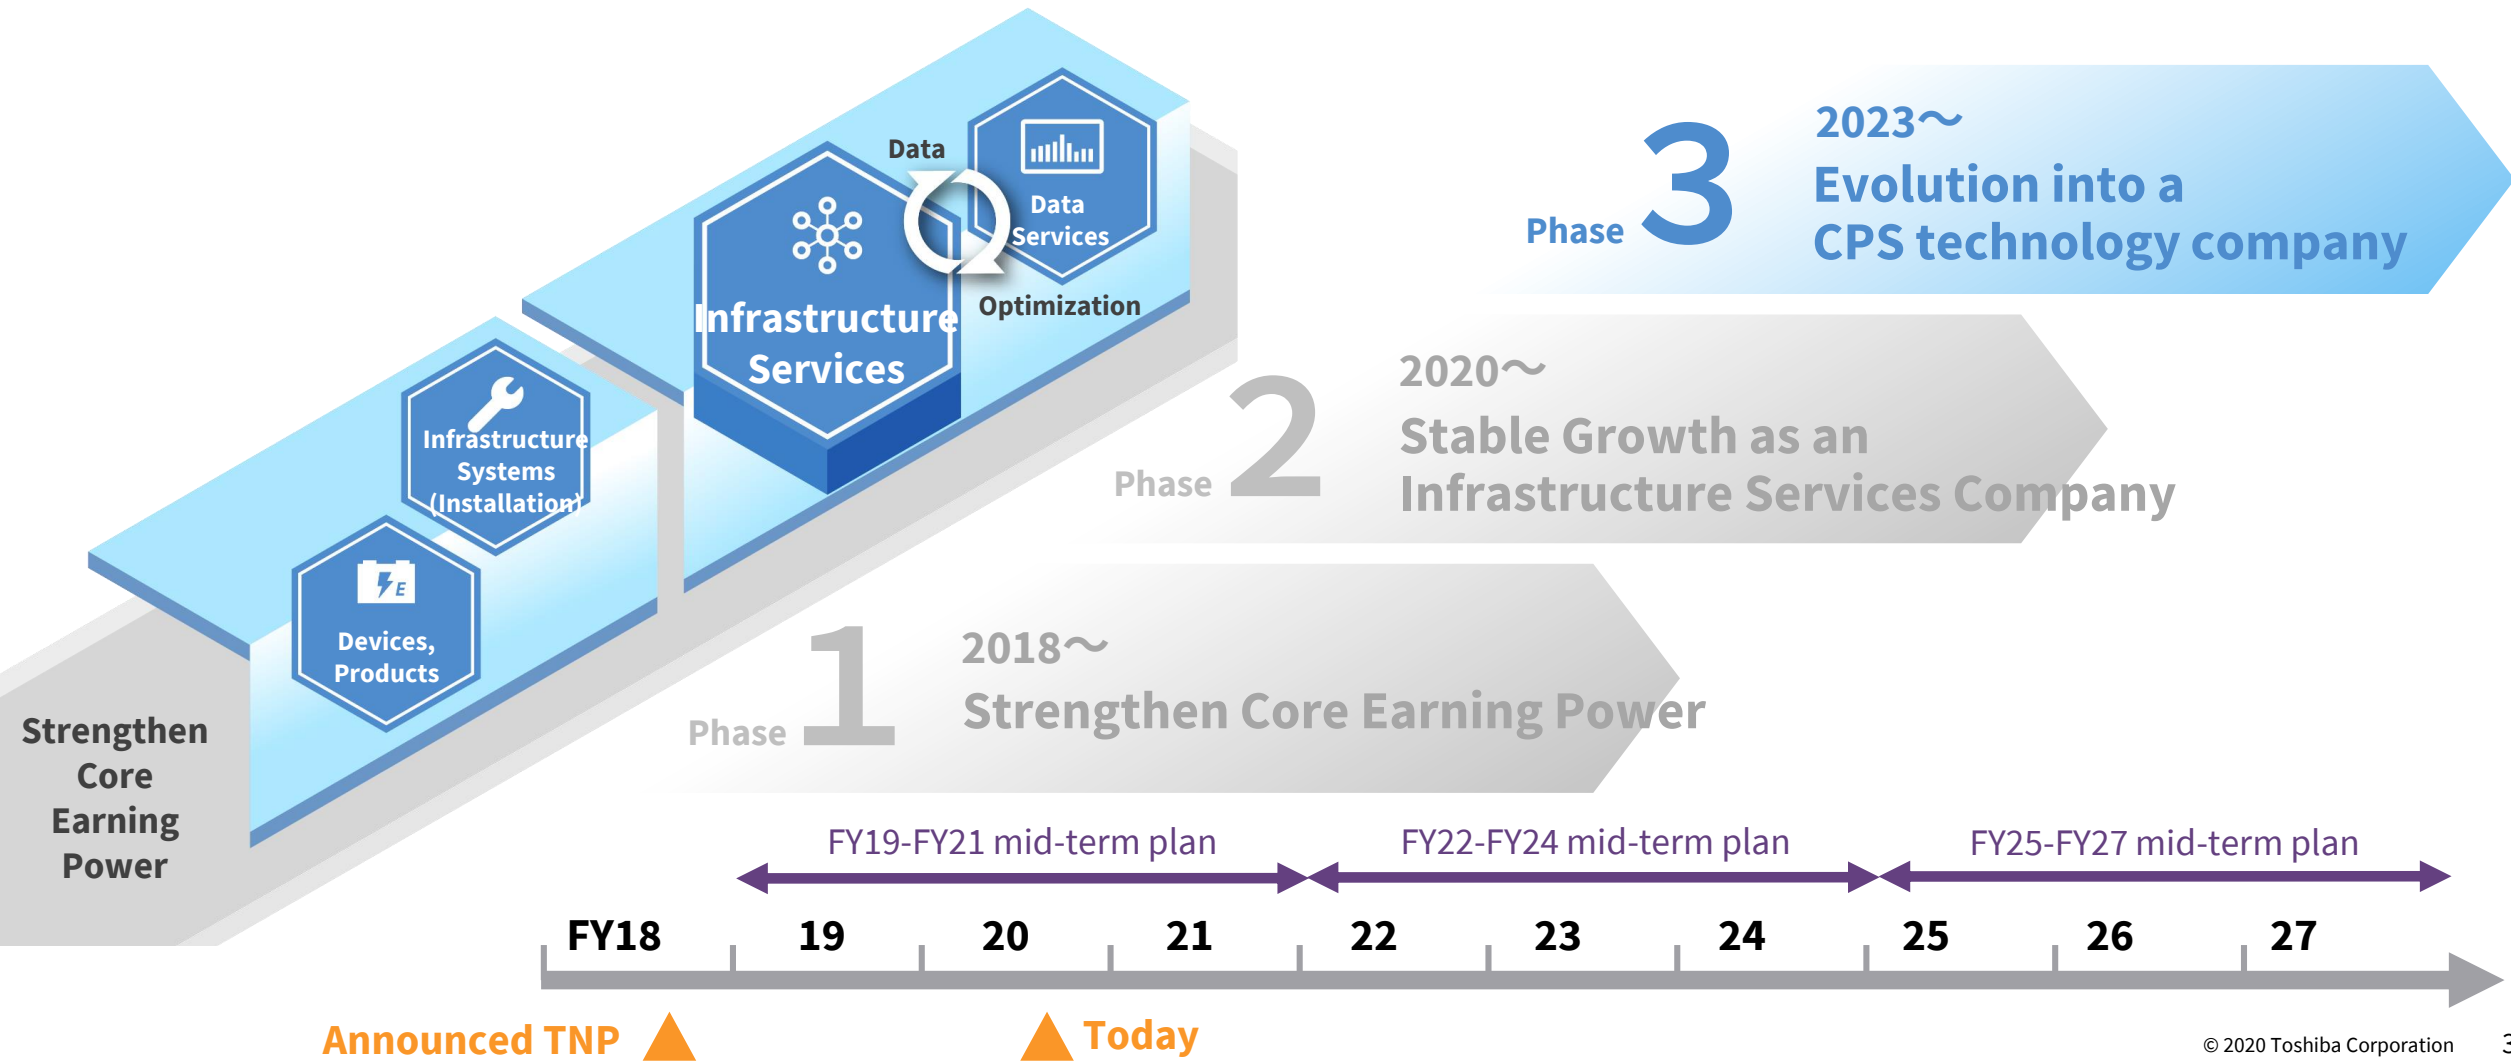 Data
Data
Services
Infrastructure
Services
Optimization
Infrastructure
Systems
(Installation)
E
Devices,
Products
Strengthen
Core
Earning
Power
Phase 3
2023～
Evolution into a
CPS technology company
Phase 2
2020～
Stable Growth as an
Infrastructure Services Company
Phase 1
2018～
Strengthen Core Earning Power
FY19-FY21 mid-term plan
FY22-FY24 mid-term plan
FY25-FY27 mid-term plan
FY18 19 20 21 22 23 24 25 26 27
Announced TNP
Today
© 2020 Toshiba Corporation